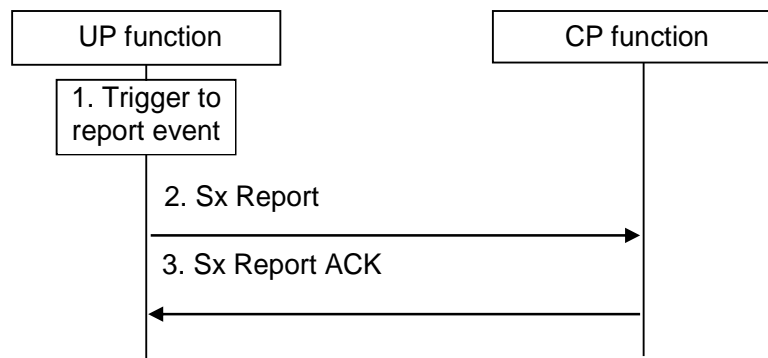 UP function
CP function
1. Trigger to
report event
2. Sx Report
3. Sx Report ACK